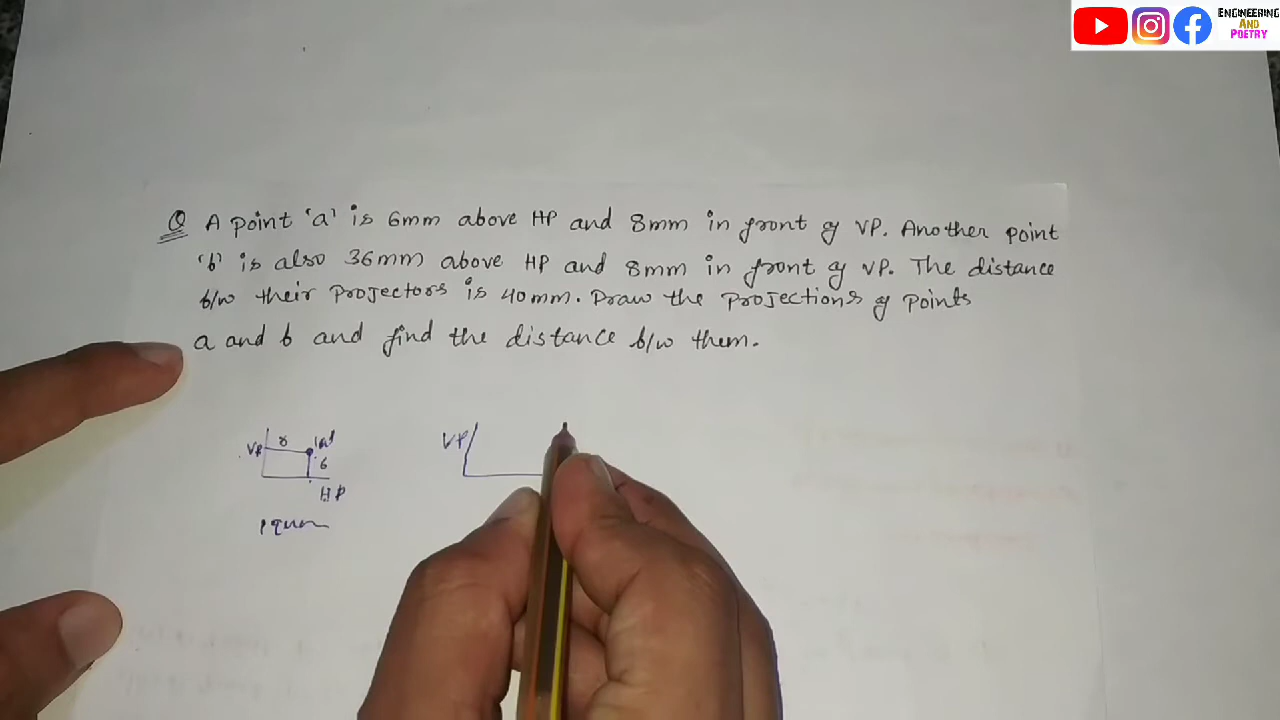 ENGINEERING
AND
POETRY
Q A point 'a' is 6mm above HP and 8mm in front of VP. Another point
'b' is also 36mm above HP and 8mm in front of VP. The distance
b/w their projectors is 40mm. Draw the projections of points
a and b and find the distance b/w them.
VP 8 'a'
6
HP
VP